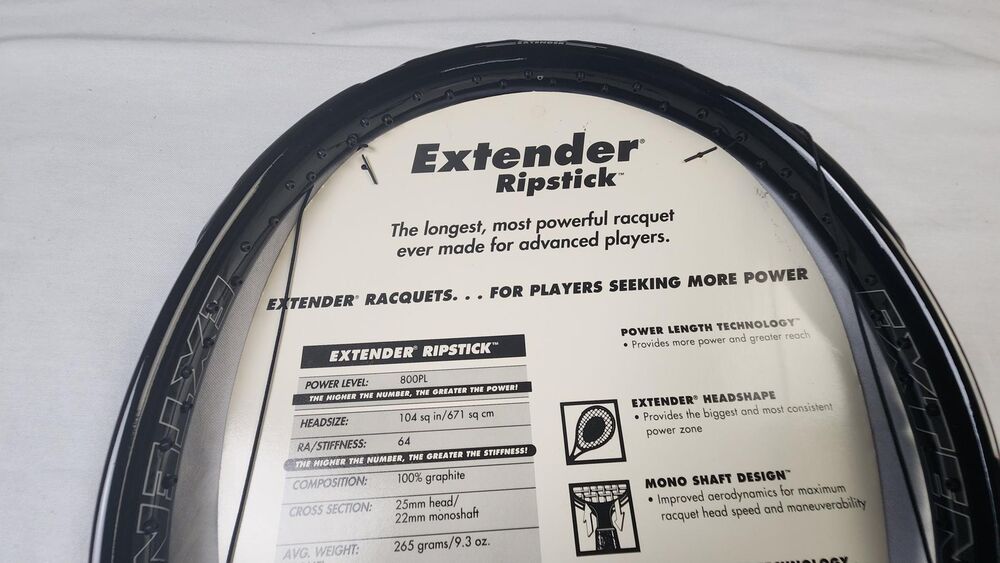 EXTENDER
Extender®
Ripstick™
The longest, most powerful racquet
ever made for advanced players.
EXTENDER® RACQUETS. . . FOR PLAYERS SEEKING MORE POWER
EXTENDER® RIPSTICK™
POWER LEVEL: 800PL
THE HIGHER THE NUMBER, THE GREATER THE POWER!
HEADSIZE: 104 sq in/671 sq cm
RA/STIFFNESS: 64
THE HIGHER THE NUMBER, THE GREATER THE STIFFNESS!
COMPOSITION: 100% graphite
CROSS SECTION: 25mm head/
22mm monoshaft
AVG. WEIGHT: 265 grams/9.3 oz.
POWER LENGTH TECHNOLOGY™
• Provides more power and greater reach
EXTENDER® HEADSHAPE
• Provides the biggest and most consistent
power zone
MONO SHAFT DESIGN™
• Improved aerodynamics for maximum
racquet head speed and maneuverability